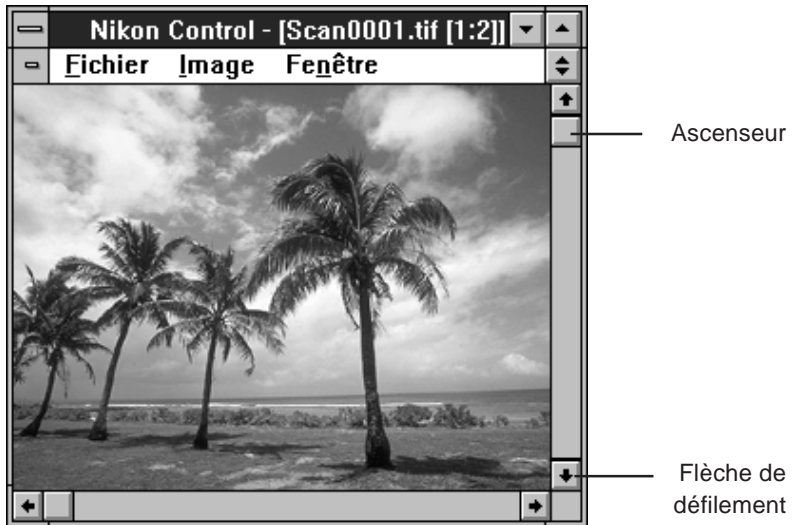 Nikon Control - [Scan0001.tif [1:2]]
Fichier Image Fenêtre
Ascenseur
Flèche de
défilement